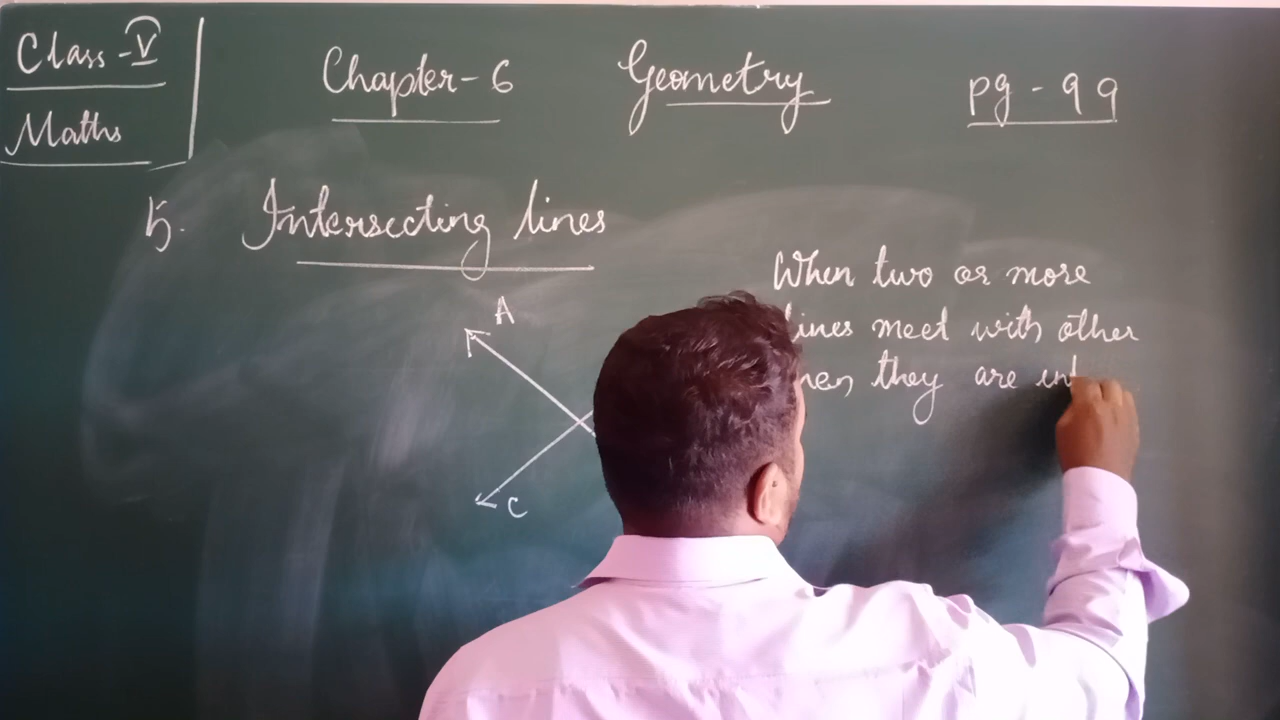 Class - V
Maths
Chapter - 6 Geometry pg - 99
5. Intersecting lines
When two or more
lines meet with other
they are int
A
C